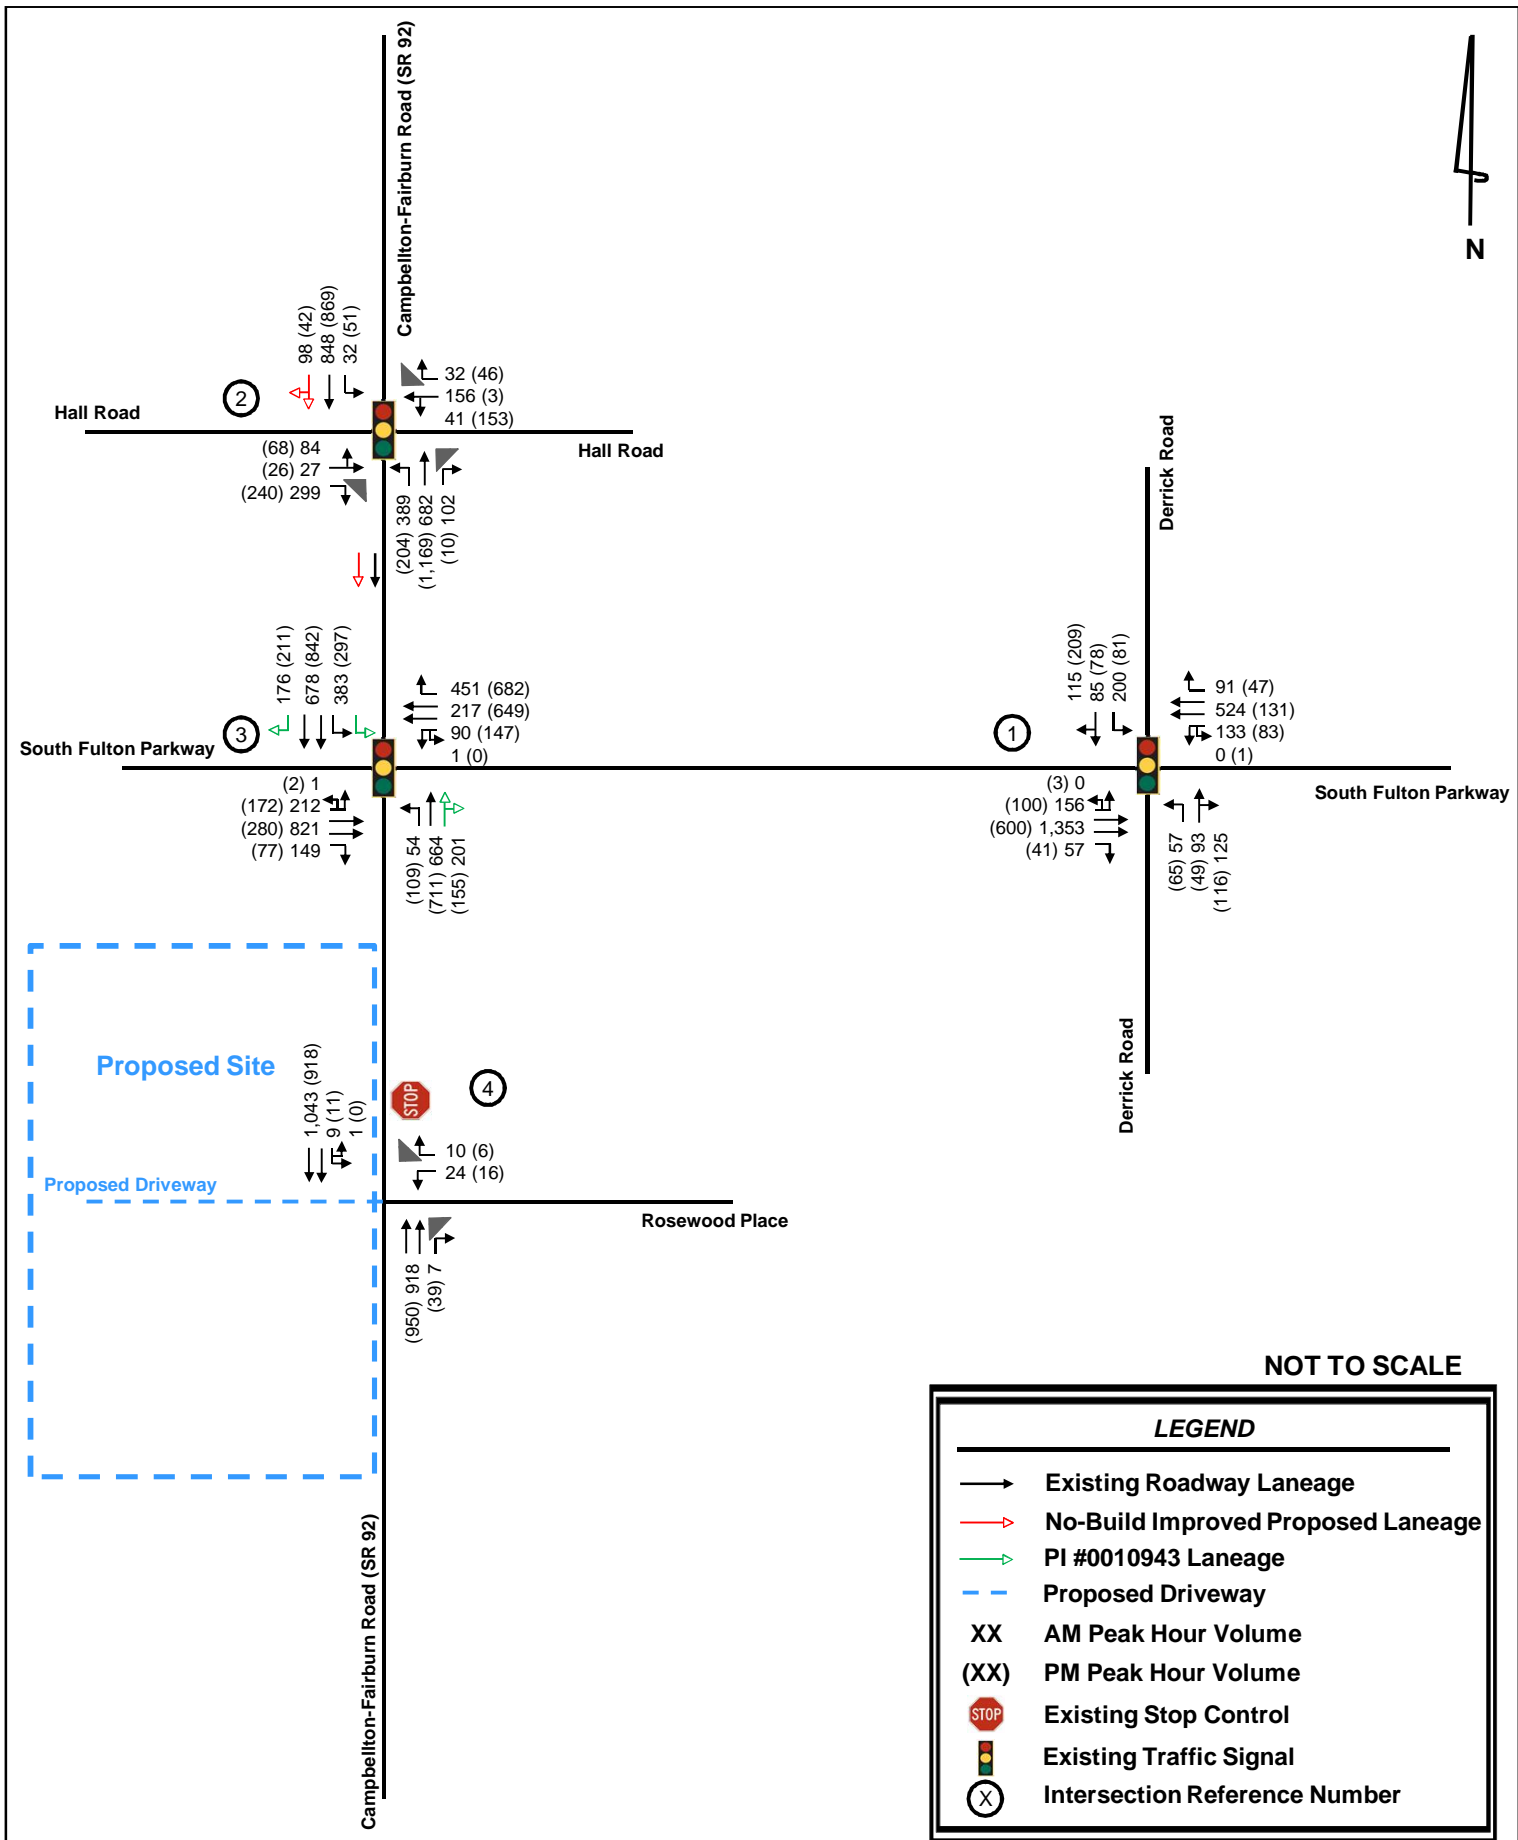 Campbellton-Fairburn Road (SR 92)
N
98 (42)
848 (869)
32 (51)
2
Hall Road
32 (46)
156 (3)
41 (153)
Hall Road
(68) 84
(26) 27
(240) 299
(204) 389
(1,169) 682
(10) 102
Derrick Road
176 (211)
678 (842)
383 (297)
3
South Fulton Parkway
451 (682)
217 (649)
90 (147)
1 (0)
(2) 1
(172) 212
(280) 821
(77) 149
(109) 54
(711) 664
(155) 201
115 (209)
85 (78)
200 (81)
1
91 (47)
524 (131)
133 (83)
0 (1)
South Fulton Parkway
(3) 0
(100) 156
(600) 1,353
(41) 57
(65) 57
(49) 93
(116) 125
Derrick Road
Proposed Site
1,043 (918)
9 (11)
1 (0)
STOP
4
10 (6)
24 (16)
Proposed Driveway
Rosewood Place
(950) 918
(39) 7
Campbellton-Fairburn Road (SR 92)
NOT TO SCALE
LEGEND
Existing Roadway Laneage
No-Build Improved Proposed Laneage
PI #0010943 Laneage
Proposed Driveway
XX AM Peak Hour Volume
(XX) PM Peak Hour Volume
STOP Existing Stop Control
Existing Traffic Signal
X Intersection Reference Number